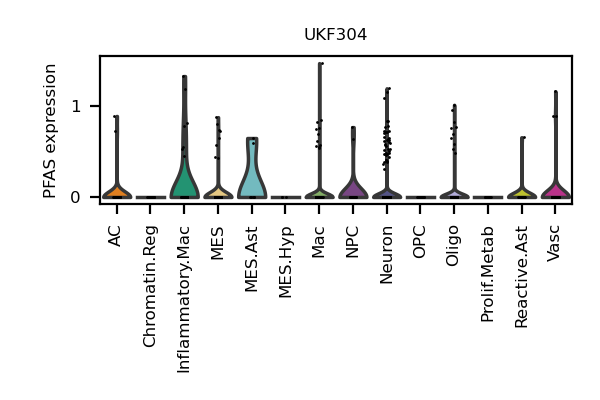 UKF304
PFAS expression
1
0
AC
Chromatin.Reg
Inflammatory.Mac
MES
MES.Ast
MES.Hyp
Mac
NPC
Neuron
OPC
Oligo
Prolif.Metab
Reactive.Ast
Vasc